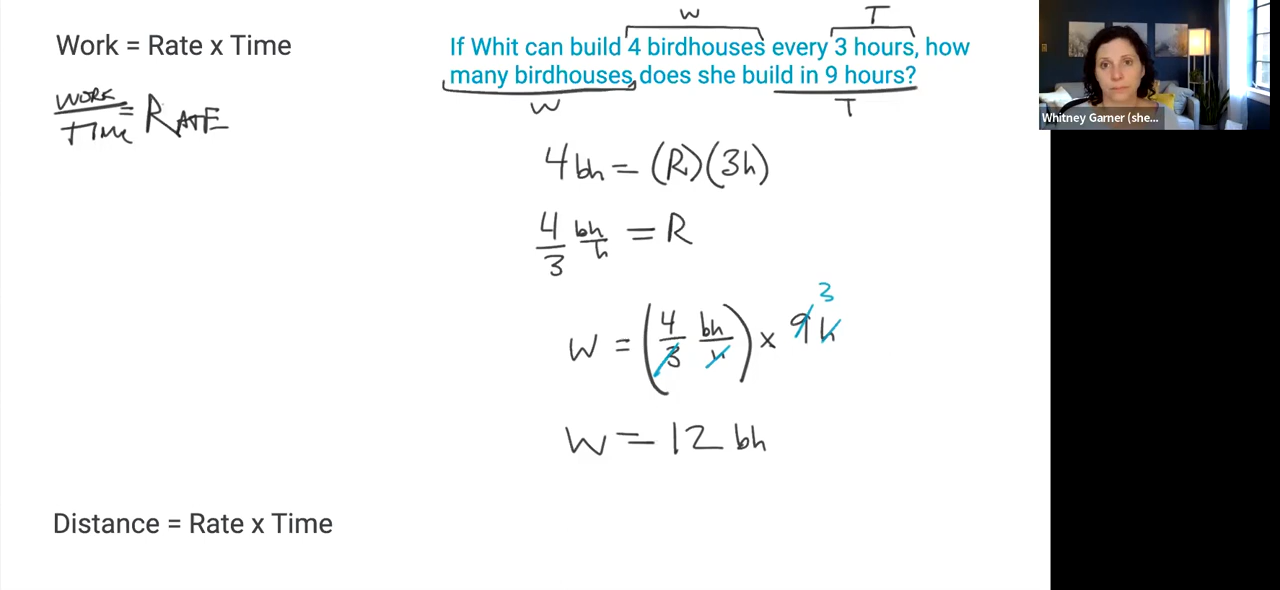 Work = Rate x Time
WORK
Time
= RATE
W
T
If Whit can build 4 birdhouses every 3 hours, how
many birdhouses, does she build in 9 hours?
W
T
4 bh = (R)(3h)
4/3 bh/h = R
3
W = (4/3 bh/h) x 9h
W = 12 bh
Distance = Rate x Time
Whitney Garner (she...